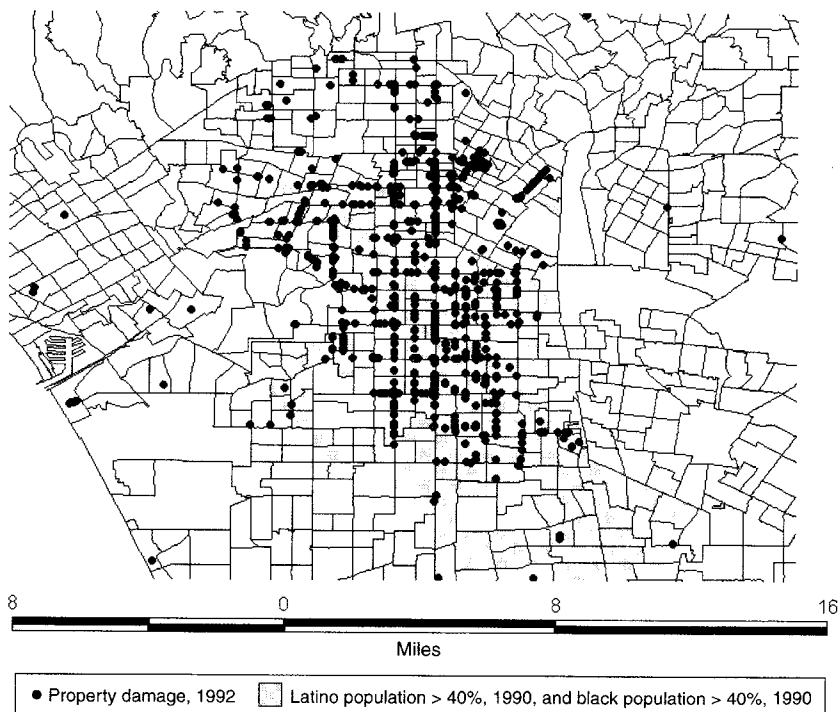 8 0 8 16
Miles
Property damage, 1992 Latino population > 40%, 1990, and black population > 40%, 1990